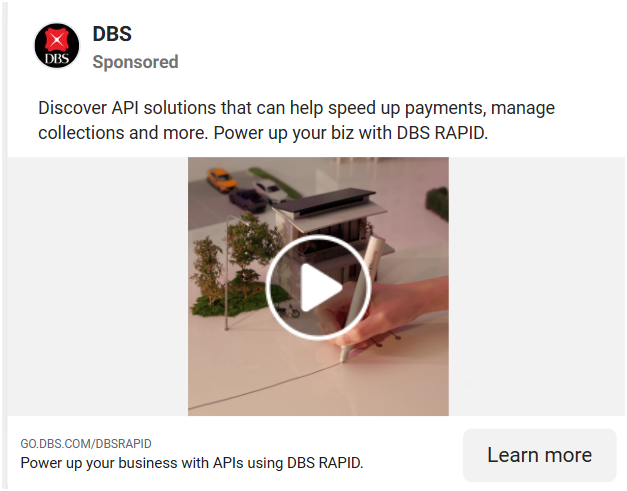 DBS
DBS
Sponsored
Discover API solutions that can help speed up payments, manage
collections and more. Power up your biz with DBS RAPID.
GO.DBS.COM/DBSRAPID
Power up your business with APIs using DBS RAPID.
Learn more